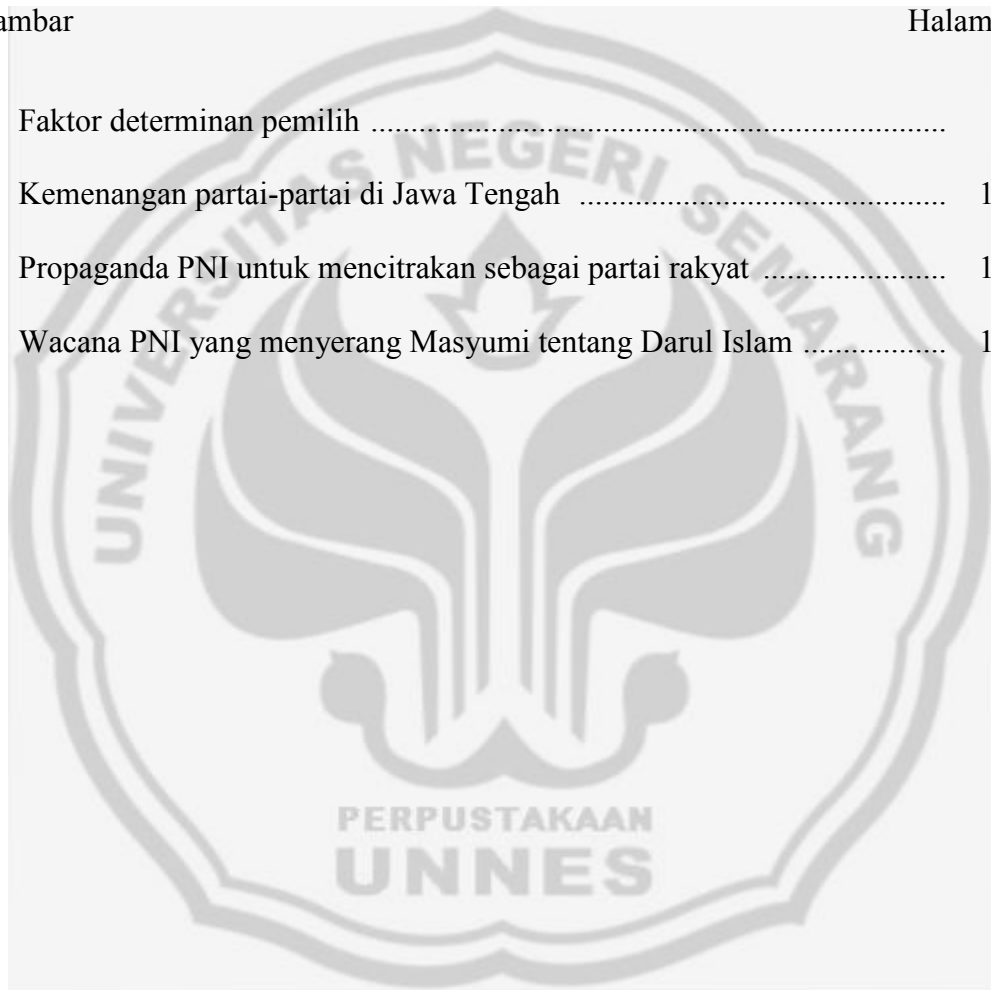 ambar Halam
Faktor determinan pemilih ........................................................................
Kemenangan partai-partai di Jawa Tengah .............................................. 1
Propaganda PNI untuk mencitrakan sebagai partai rakyat ....................... 1
Wacana PNI yang menyerang Masyumi tentang Darul Islam .................. 1
UNIVERSITAS NEGERI SEMARANG
PERPUSTAKAAN
UNNES